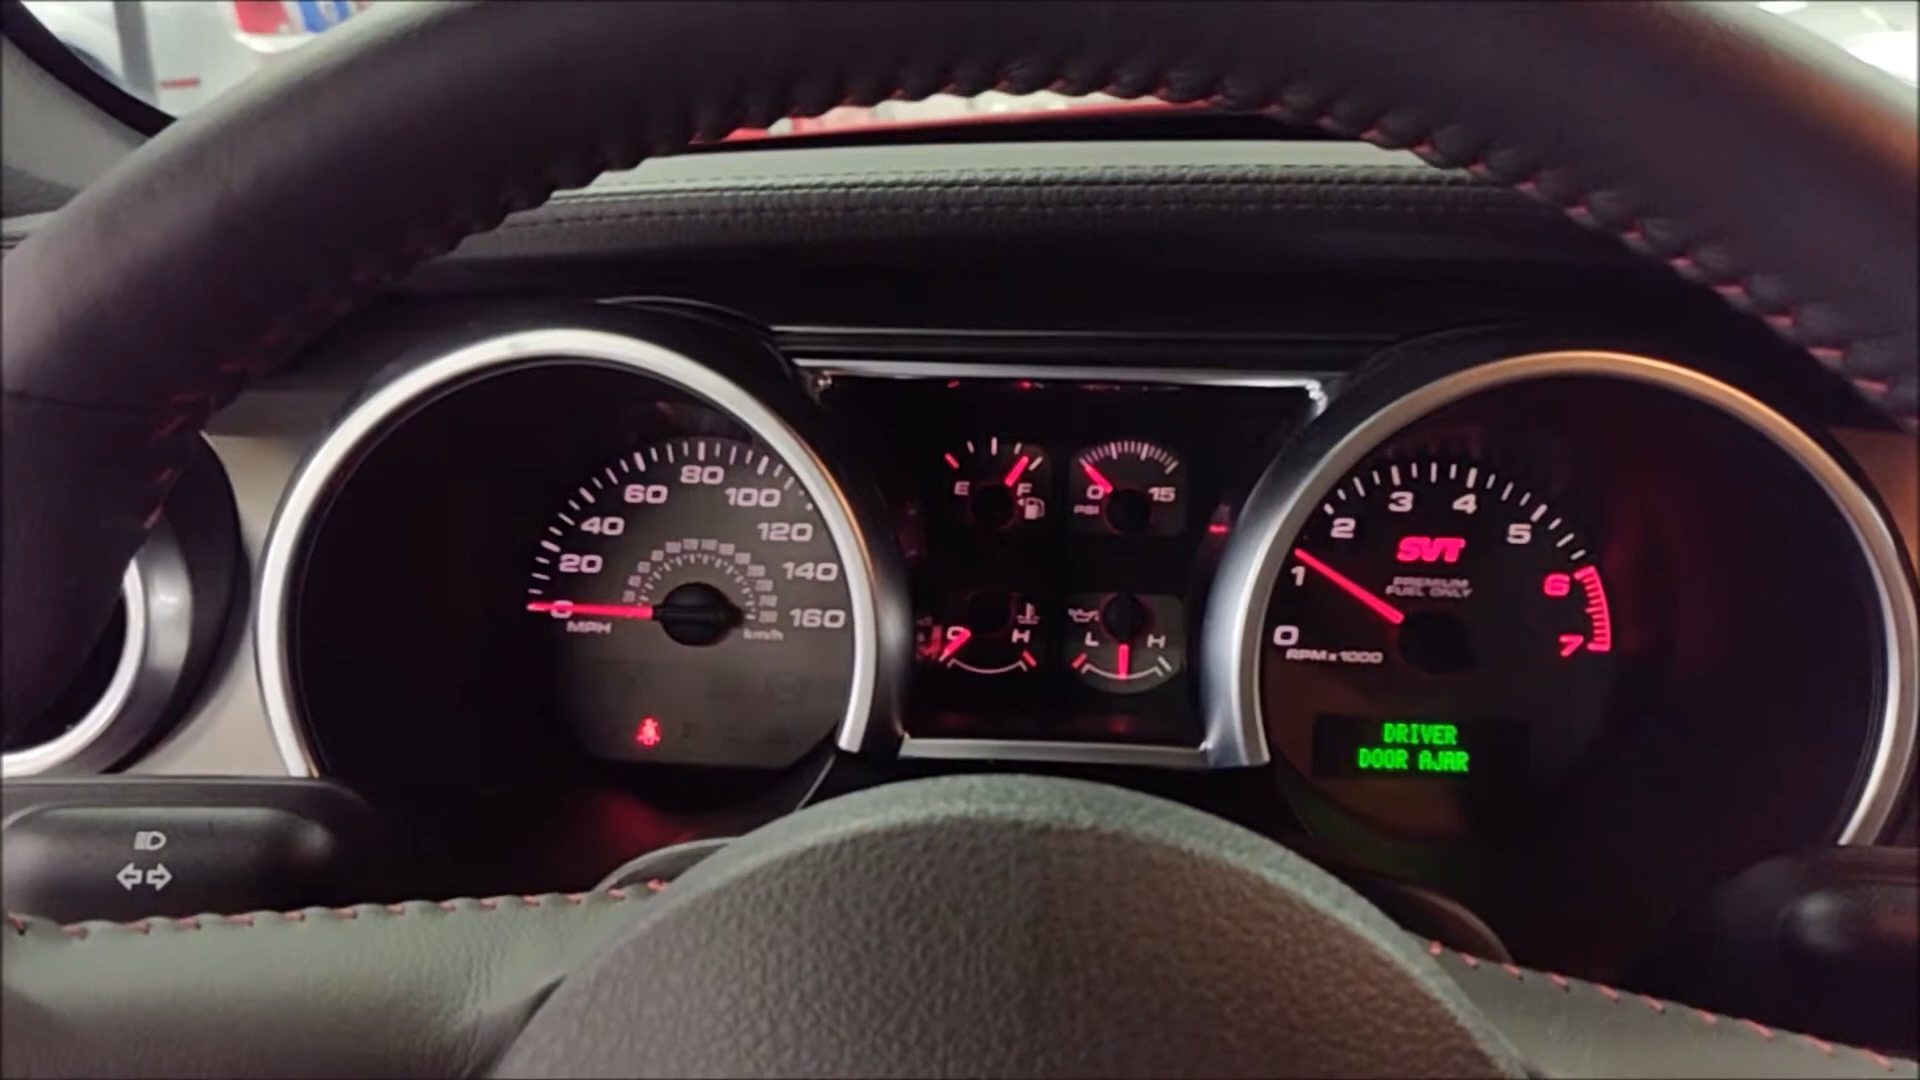 80
60
100
40
120
20
140
0
160
MPH
km/h
E
F
0
15
PSI
C
H
L
H
3
4
2
5
SVT
1
6
PREMIUM
FUEL ONLY
0
7
RPM x 1000
DRIVER
DOOR AJAR